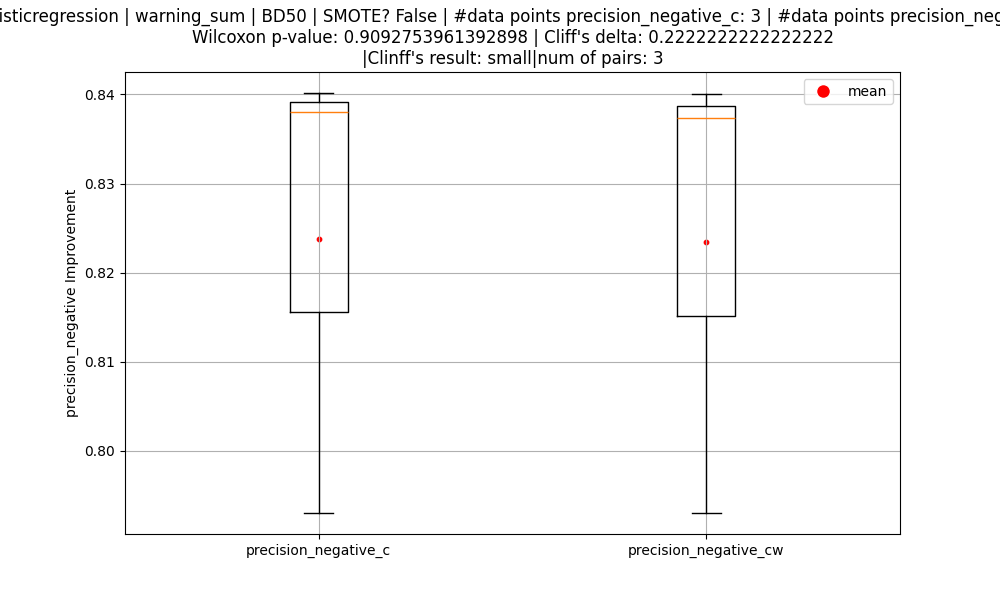 isticregression | warning_sum | BD50 | SMOTE? False | #data points precision_negative_c: 3 | #data points precision_neg
Wilcoxon p-value: 0.9092753961392898 | Cliff's delta: 0.2222222222222222
|Clinff's result: small|num of pairs: 3
mean
0.84
0.83
0.82
0.81
0.80
precision_negative Improvement
precision_negative_c
precision_negative_cw